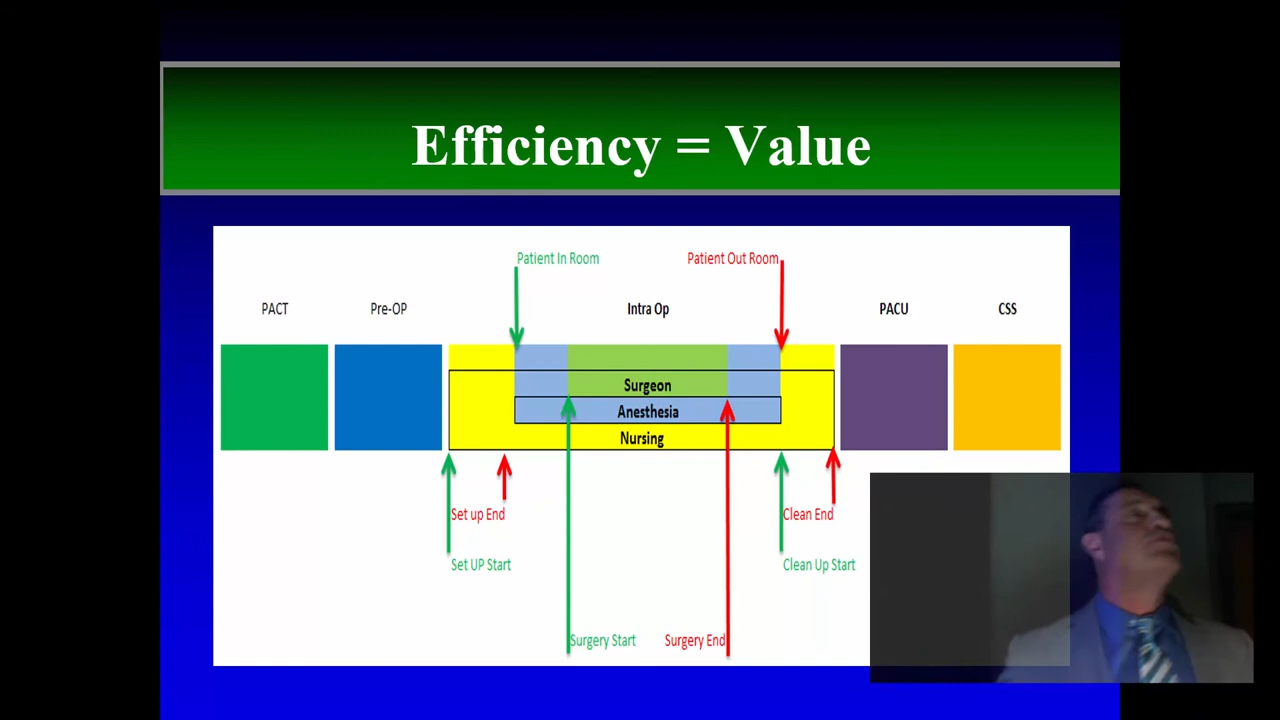 Efficiency = Value
Patient In Room
Patient Out Room
PACT
Pre-OP
Intra Op
PACU
CSS
Surgeon
Anesthesia
Nursing
Set up End
Clean End
Set UP Start
Clean Up Start
Surgery Start
Surgery End